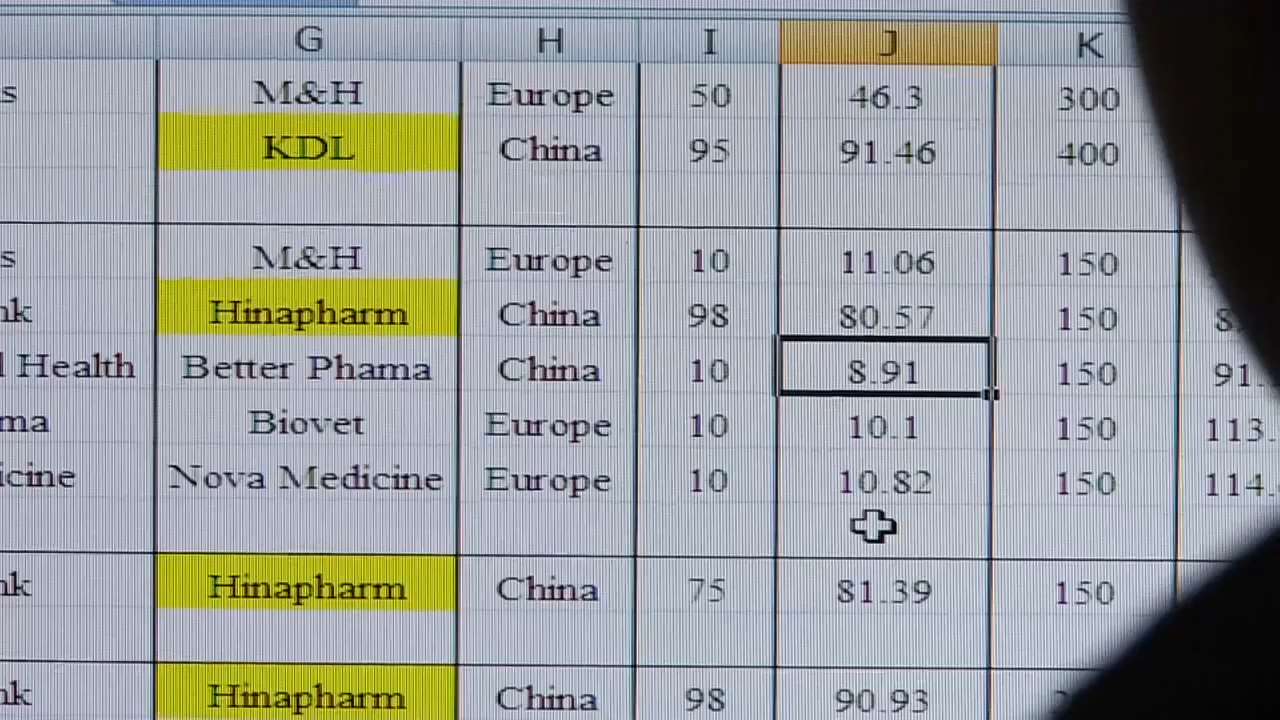 G H I J K
s M&H Europe 50 46.3 300
KDL China 95 91.46 400
s M&H Europe 10 11.06 150
nk Hinapharm China 98 80.57 150 8
l Health Better Phama China 10 8.91 150 91.
ma Biovet Europe 10 10.1 150 113.
icine Nova Medicine Europe 10 10.82 150 114.
nk Hinapharm China 75 81.39 150
nk Hinapharm China 98 90.93